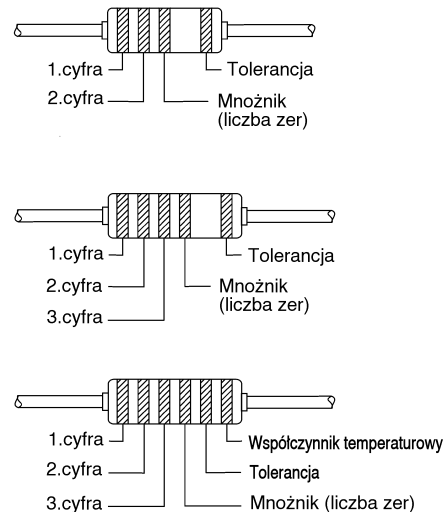 1.cyfra Tolerancja
2.cyfra Mnożnik
(liczba zer)
1.cyfra Tolerancja
2.cyfra Mnożnik
(liczba zer)
3.cyfra
1.cyfra Współczynnik temperaturowy
2.cyfra Tolerancja
3.cyfra Mnożnik (liczba zer)